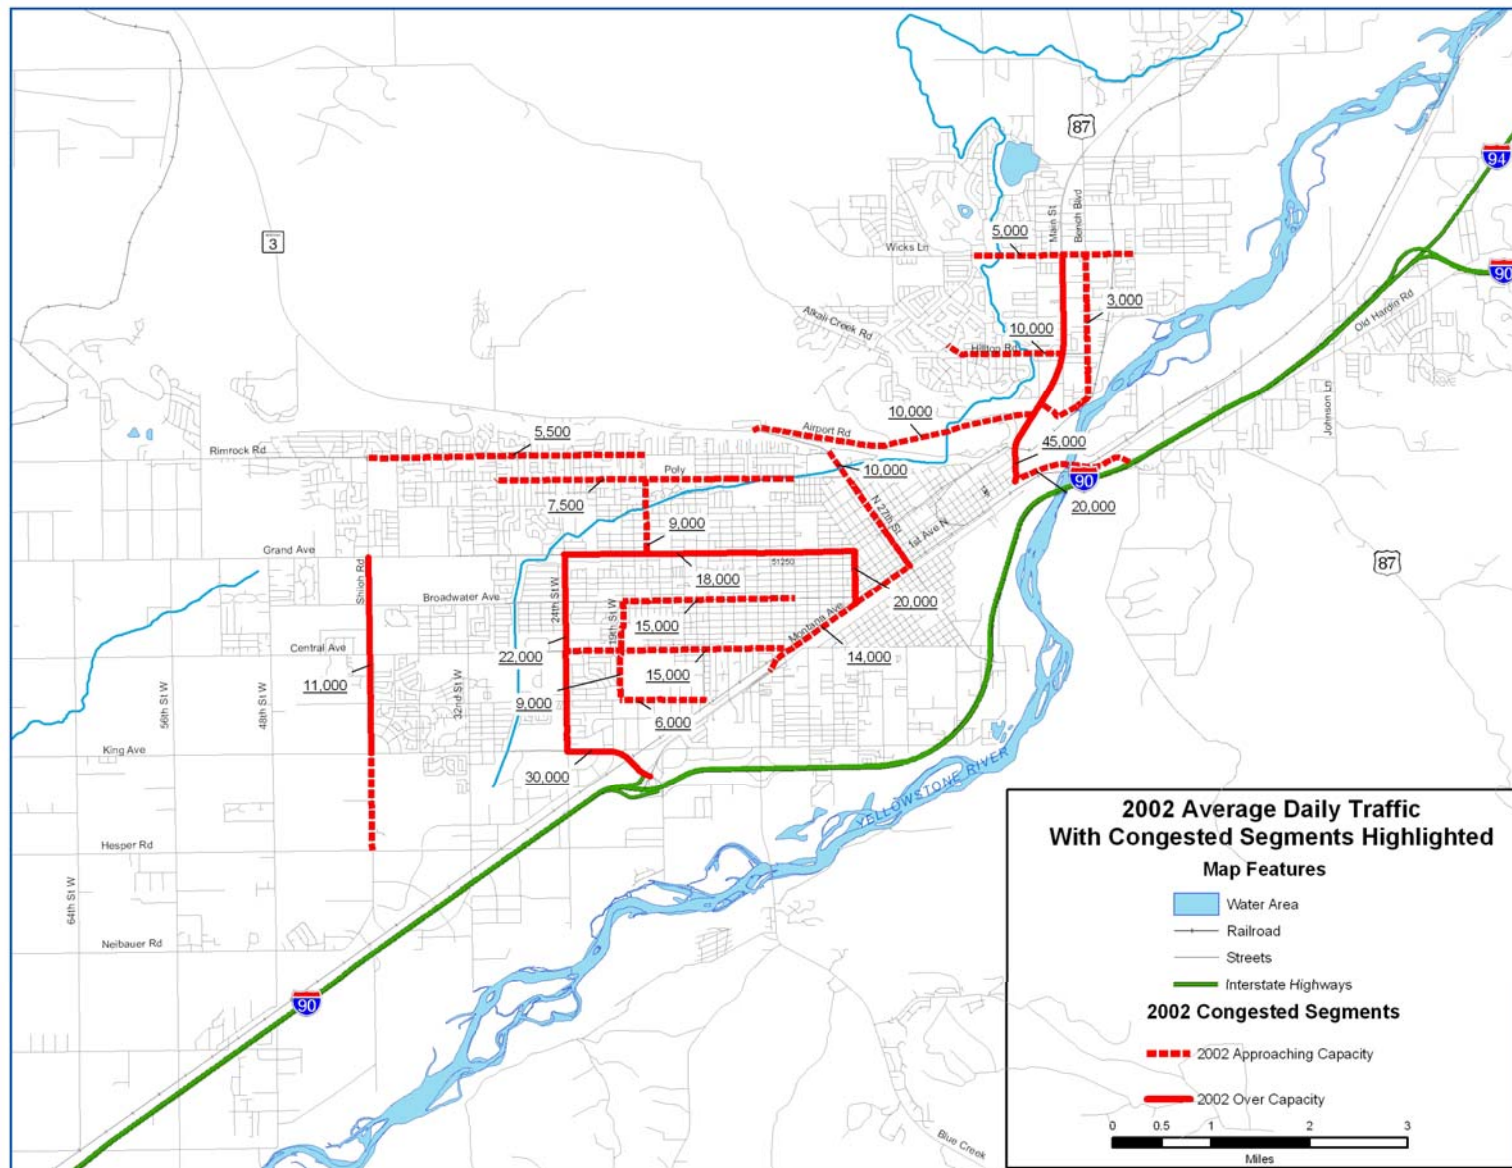 87
94
3
Main St
Bench Blvd
5,000
Wicks Ln
90
3,000
Old Hardin Rd
Alkali Creek Rd
10,000
Hilltop Rd
Johnson Ln
10,000
Airport Rd
5,500
Rimrock Rd
45,000
Poly
10,000
90
7,500
20,000
N 27th St
9,000
1st Ave N
Grand Ave
51250
87
Shiloh Rd
18,000
24th St W
Broadwater Ave
19th St W
20,000
15,000
Montana Ave
Central Ave
22,000
14,000
11,000
15,000
9,000
56th St W
48th St W
32nd St W
6,000
King Ave
30,000
YELLOWSTONE RIVER
Hesper Rd
64th St W
Neibauer Rd
90
Blue Creek
2002 Average Daily Traffic
With Congested Segments Highlighted
Map Features
Water Area
Railroad
Streets
Interstate Highways
2002 Congested Segments
2002 Approaching Capacity
2002 Over Capacity
0 0.5 1 2 3
Miles